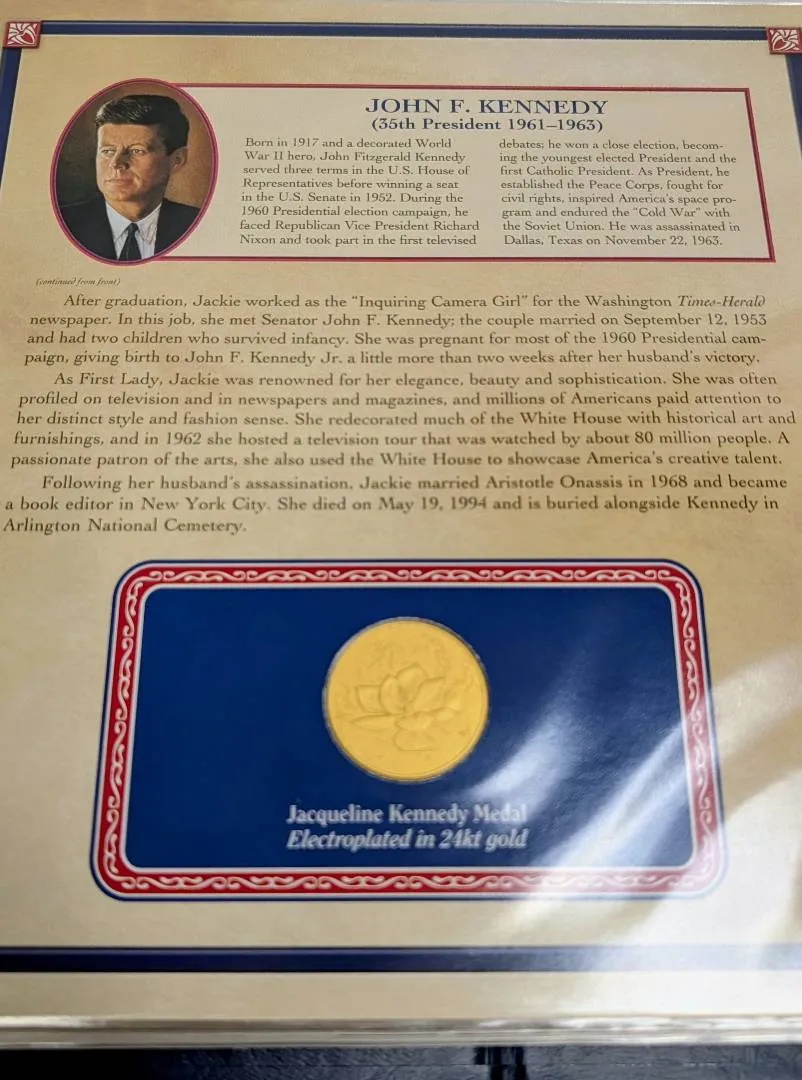 JOHN F. KENNEDY
(35th President 1961–1963)
Born in 1917 and a decorated World
War II hero, John Fitzgerald Kennedy
served three terms in the U.S. House of
Representatives before winning a seat
in the U.S. Senate in 1952. During the
1960 Presidential election campaign, he
faced Republican Vice President Richard
Nixon and took part in the first televised
debates; he won a close election, becom-
ing the youngest elected President and the
first Catholic President. As President, he
established the Peace Corps, fought for
civil rights, inspired America's space pro-
gram and endured the "Cold War" with
the Soviet Union. He was assassinated in
Dallas, Texas on November 22, 1963.
(continued from front)
After graduation, Jackie worked as the "Inquiring Camera Girl" for the Washington Times-Herald
newspaper. In this job, she met Senator John F. Kennedy; the couple married on September 12, 1953
and had two children who survived infancy. She was pregnant for most of the 1960 Presidential cam-
paign, giving birth to John F. Kennedy Jr. a little more than two weeks after her husband's victory.
As First Lady, Jackie was renowned for her elegance, beauty and sophistication. She was often
profiled on television and in newspapers and magazines, and millions of Americans paid attention to
her distinct style and fashion sense. She redecorated much of the White House with historical art and
furnishings, and in 1962 she hosted a television tour that was watched by about 80 million people. A
passionate patron of the arts, she also used the White House to showcase America's creative talent.
Following her husband's assassination, Jackie married Aristotle Onassis in 1968 and became
a book editor in New York City. She died on May 19, 1994 and is buried alongside Kennedy in
Arlington National Cemetery.
Jacqueline Kennedy Medal
Electroplated in 24kt gold